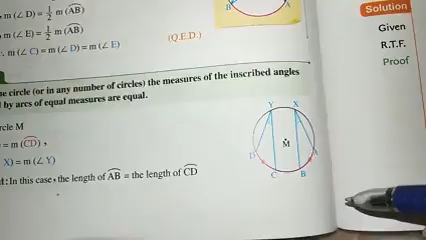 m (∠ D) = 1/2 m (AB)
B A
m (∠ E) = 1/2 m (AB)
∴ m (∠ C) = m (∠ D) = m (∠ E) (Q.E.D.)
circle (or in any number of circles) the measures of the inscribed angles
by arcs of equal measures are equal.
M
= m (CD) ,
X) = m (∠ Y)
In this case, the length of AB = the length of CD
Y X
M
D A
C B
Solution
Given
R.T.F.
Proof